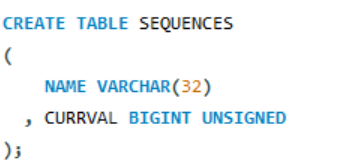 CREATE TABLE SEQUENCES
(
NAME VARCHAR(32)
, CURRVAL BIGINT UNSIGNED
);